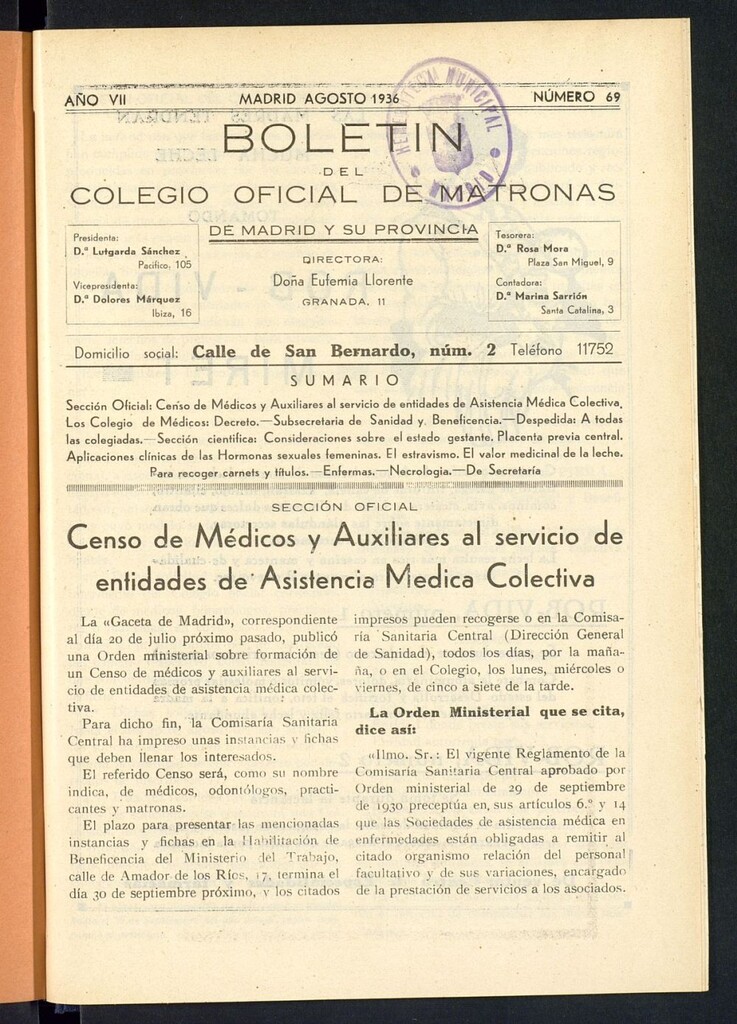 AÑO VII MADRID AGOSTO 1936 NÚMERO 69
HEMEROTECA MUNICIPAL
MADRID
BOLETIN
DEL
COLEGIO OFICIAL DE MATRONAS
DE MADRID Y SU PROVINCIA
Presidenta:
D.ª Lutgarda Sánchez
Pacífico, 105
Vicepresidenta:
D.ª Dolores Márquez
Ibiza, 16
DIRECTORA:
Doña Eufemia Llorente
GRANADA, 11
Tesorera:
D.ª Rosa Mora
Plaza San Miguel, 9
Contadora:
D.ª Marina Sarrión
Santa Catalina, 3
Domicilio social: Calle de San Bernardo, núm. 2 Teléfono 11752
SUMARIO
Sección Oficial: Censo de Médicos y Auxiliares al servicio de entidades de Asistencia Médica Colectiva.
Los Colegio de Médicos: Decreto.—Subsecretaria de Sanidad y Beneficencia.—Despedida: A todas
las colegiadas.—Sección cientifica: Consideraciones sobre el estado gestante. Placenta previa central.
Aplicaciones clínicas de las Hormonas sexuales femeninas. El estravismo. El valor medicinal de la leche.
Para recoger carnets y títulos.—Enfermas.—Necrologia.—De Secretaría
SECCIÓN OFICIAL
Censo de Médicos y Auxiliares al servicio de
entidades de Asistencia Medica Colectiva
La «Gaceta de Madrid», correspondiente
al día 20 de julio próximo pasado, publicó
una Orden ministerial sobre formación de
un Censo de médicos y auxiliares al servi-
cio de entidades de asistencia médica colec-
tiva.
Para dicho fin, la Comisaría Sanitaria
Central ha impreso unas instancias y fichas
que deben llenar los interesados.
El referido Censo será, como su nombre
indica, de médicos, odontólogos, practi-
cantes y matronas.
El plazo para presentar las mencionadas
instancias y fichas en la Habilitación de
Beneficencia del Ministerio del Trabajo,
calle de Amador de los Ríos, 17, termina el
día 30 de septiembre próximo, y los citados
impresos pueden recogerse o en la Comisa-
ría Sanitaria Central (Dirección General
de Sanidad), todos los días, por la maña-
ña, o en el Colegio, los lunes, miércoles o
viernes, de cinco a siete de la tarde.
La Orden Ministerial que se cita,
dice así:
«Ilmo. Sr.: El vigente Reglamento de la
Comisaría Sanitaria Central aprobado por
Orden ministerial de 29 de septiembre
de 1930 preceptúa en, sus artículos 6.º y 14
que las Sociedades de asistencia médica en
enfermedades están obligadas a remitir al
citado organismo relación del personal
facultativo y de sus variaciones, encargado
de la prestación de servicios a los asociados.